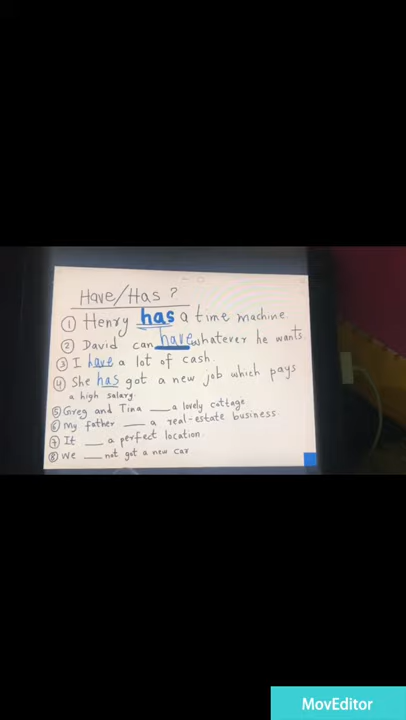 Have/Has ?
① Henry has a time machine.
② David can have whatever he wants.
③ I have a lot of cash.
④ She has got a new job which pays
a high salary.
⑤ Greg and Tina ___ a lovely cottage
⑥ My father ___ a real-estate business.
⑦ It ___ a perfect location.
⑧ We ___ not got a new car
MovEditor